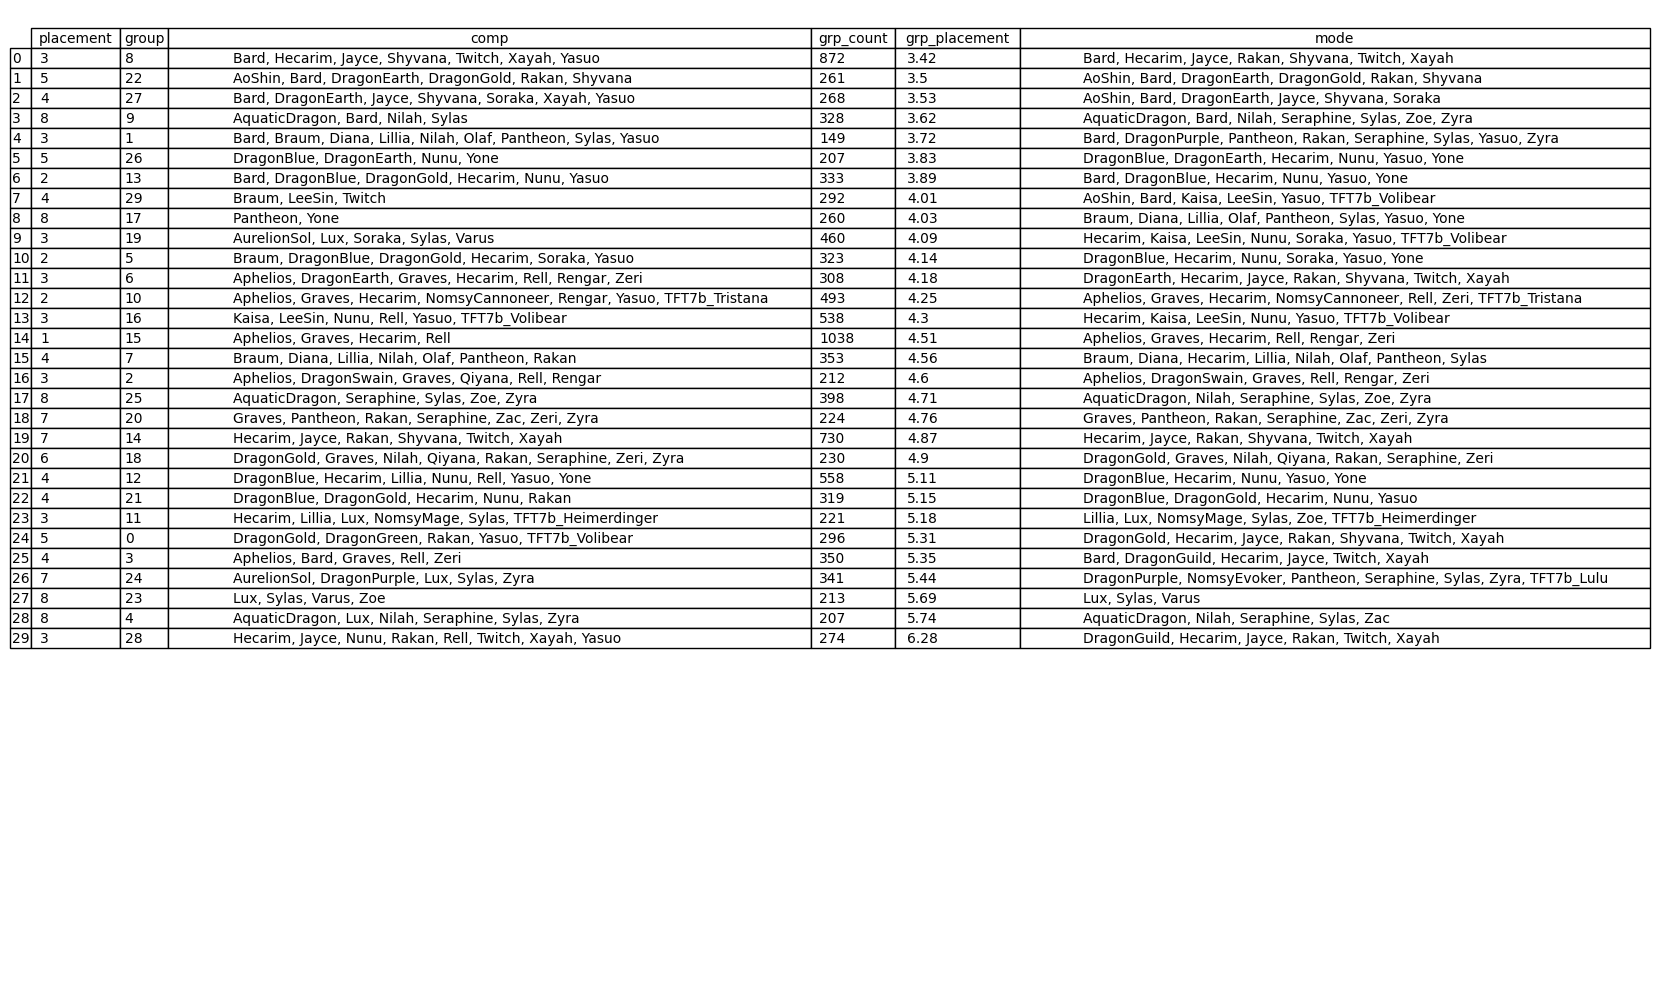 placement group comp grp_count grp_placement mode
0 3 8 Bard, Hecarim, Jayce, Shyvana, Twitch, Xayah, Yasuo 872 3.42 Bard, Hecarim, Jayce, Rakan, Shyvana, Twitch, Xayah
1 5 22 AoShin, Bard, DragonEarth, DragonGold, Rakan, Shyvana 261 3.5 AoShin, Bard, DragonEarth, DragonGold, Rakan, Shyvana
2 4 27 Bard, DragonEarth, Jayce, Shyvana, Soraka, Xayah, Yasuo 268 3.53 AoShin, Bard, DragonEarth, Jayce, Shyvana, Soraka
3 8 9 AquaticDragon, Bard, Nilah, Sylas 328 3.62 AquaticDragon, Bard, Nilah, Seraphine, Sylas, Zoe, Zyra
4 3 1 Bard, Braum, Diana, Lillia, Nilah, Olaf, Pantheon, Sylas, Yasuo 149 3.72 Bard, DragonPurple, Pantheon, Rakan, Seraphine, Sylas, Yasuo, Zyra
5 5 26 DragonBlue, DragonEarth, Nunu, Yone 207 3.83 DragonBlue, DragonEarth, Hecarim, Nunu, Yasuo, Yone
6 2 13 Bard, DragonBlue, DragonGold, Hecarim, Nunu, Yasuo 333 3.89 Bard, DragonBlue, Hecarim, Nunu, Yasuo, Yone
7 4 29 Braum, LeeSin, Twitch 292 4.01 AoShin, Bard, Kaisa, LeeSin, Yasuo, TFT7b_Volibear
8 8 17 Pantheon, Yone 260 4.03 Braum, Diana, Lillia, Olaf, Pantheon, Sylas, Yasuo, Yone
9 3 19 AurelionSol, Lux, Soraka, Sylas, Varus 460 4.09 Hecarim, Kaisa, LeeSin, Nunu, Soraka, Yasuo, TFT7b_Volibear
10 2 5 Braum, DragonBlue, DragonGold, Hecarim, Soraka, Yasuo 323 4.14 DragonBlue, Hecarim, Nunu, Soraka, Yasuo, Yone
11 3 6 Aphelios, DragonEarth, Graves, Hecarim, Rell, Rengar, Zeri 308 4.18 DragonEarth, Hecarim, Jayce, Rakan, Shyvana, Twitch, Xayah
12 2 10 Aphelios, Graves, Hecarim, NomsyCannoneer, Rengar, Yasuo, TFT7b_Tristana 493 4.25 Aphelios, Graves, Hecarim, NomsyCannoneer, Rell, Zeri, TFT7b_Tristana
13 3 16 Kaisa, LeeSin, Nunu, Rell, Yasuo, TFT7b_Volibear 538 4.3 Hecarim, Kaisa, LeeSin, Nunu, Yasuo, TFT7b_Volibear
14 1 15 Aphelios, Graves, Hecarim, Rell 1038 4.51 Aphelios, Graves, Hecarim, Rell, Rengar, Zeri
15 4 7 Braum, Diana, Lillia, Nilah, Olaf, Pantheon, Rakan 353 4.56 Braum, Diana, Hecarim, Lillia, Nilah, Olaf, Pantheon, Sylas
16 3 2 Aphelios, DragonSwain, Graves, Qiyana, Rell, Rengar 212 4.6 Aphelios, DragonSwain, Graves, Rell, Rengar, Zeri
17 8 25 AquaticDragon, Seraphine, Sylas, Zoe, Zyra 398 4.71 AquaticDragon, Nilah, Seraphine, Sylas, Zoe, Zyra
18 7 20 Graves, Pantheon, Rakan, Seraphine, Zac, Zeri, Zyra 224 4.76 Graves, Pantheon, Rakan, Seraphine, Zac, Zeri, Zyra
19 7 14 Hecarim, Jayce, Rakan, Shyvana, Twitch, Xayah 730 4.87 Hecarim, Jayce, Rakan, Shyvana, Twitch, Xayah
20 6 18 DragonGold, Graves, Nilah, Qiyana, Rakan, Seraphine, Zeri, Zyra 230 4.9 DragonGold, Graves, Nilah, Qiyana, Rakan, Seraphine, Zeri
21 4 12 DragonBlue, Hecarim, Lillia, Nunu, Rell, Yasuo, Yone 558 5.11 DragonBlue, Hecarim, Nunu, Yasuo, Yone
22 4 21 DragonBlue, DragonGold, Hecarim, Nunu, Rakan 319 5.15 DragonBlue, DragonGold, Hecarim, Nunu, Yasuo
23 3 11 Hecarim, Lillia, Lux, NomsyMage, Sylas, TFT7b_Heimerdinger 221 5.18 Lillia, Lux, NomsyMage, Sylas, Zoe, TFT7b_Heimerdinger
24 5 0 DragonGold, DragonGreen, Rakan, Yasuo, TFT7b_Volibear 296 5.31 DragonGold, Hecarim, Jayce, Rakan, Shyvana, Twitch, Xayah
25 4 3 Aphelios, Bard, Graves, Rell, Zeri 350 5.35 Bard, DragonGuild, Hecarim, Jayce, Twitch, Xayah
26 7 24 AurelionSol, DragonPurple, Lux, Sylas, Zyra 341 5.44 DragonPurple, NomsyEvoker, Pantheon, Seraphine, Sylas, Zyra, TFT7b_Lulu
27 8 23 Lux, Sylas, Varus, Zoe 213 5.69 Lux, Sylas, Varus
28 8 4 AquaticDragon, Lux, Nilah, Seraphine, Sylas, Zyra 207 5.74 AquaticDragon, Nilah, Seraphine, Sylas, Zac
29 3 28 Hecarim, Jayce, Nunu, Rakan, Rell, Twitch, Xayah, Yasuo 274 6.28 DragonGuild, Hecarim, Jayce, Rakan, Twitch, Xayah